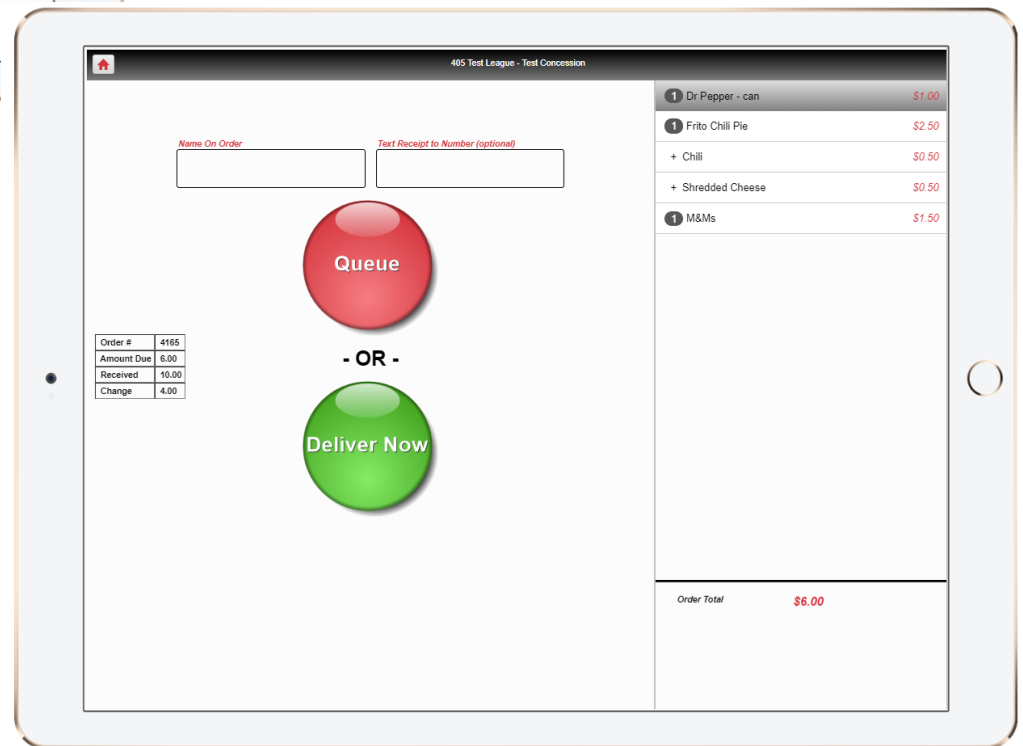 405 Test League - Test Concession
Name On Order
Text Receipt to Number (optional)
Queue
- OR -
Deliver Now
Order # 4165
Amount Due 6.00
Received 10.00
Change 4.00
1 Dr Pepper - can $1.00
1 Frito Chili Pie $2.50
+ Chili $0.50
+ Shredded Cheese $0.50
1 M&Ms $1.50
Order Total $6.00